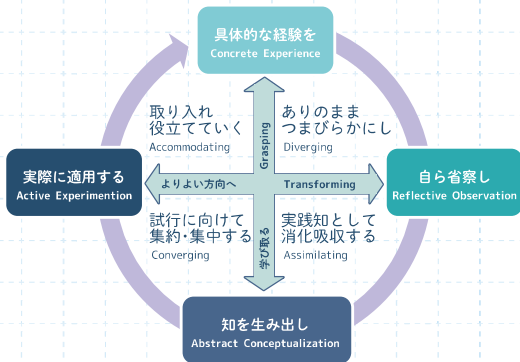 具体的な経験を
Concrete Experience
取り入れ
役立てていく
Accommodating
Grasping
ありのまま
つまびらかにし
Diverging
実際に適用する
Active Experimention
よりよい方向へ
Transforming
自ら省察し
Reflective Observation
試行に向けて
集約・集中する
Converging
学び取る
実践知として
消化吸収する
Assimilating
知を生み出し
Abstract Conceptualization